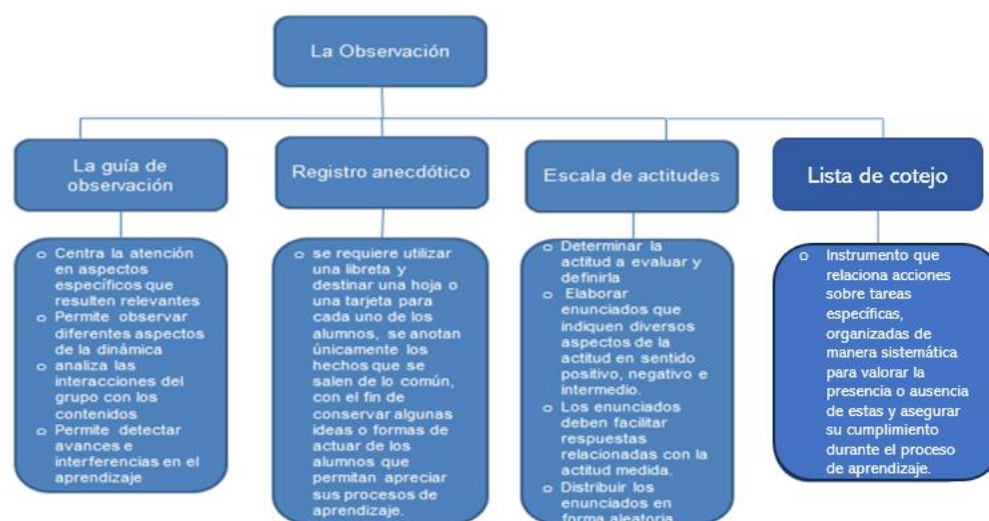 La Observación
La guía de
observación
o Centra la atención
en aspectos
específicos que
resulten relevantes
o Permite observar
diferentes aspectos
de la dinámica
o analiza las
interacciones del
grupo con los
contenidos
o Permite detectar
avances e
interferencias en el
aprendizaje
Registro anecdótico
o se requiere utilizar
una libreta y
destinar una hoja o
una tarjeta para
cada uno de los
alumnos, se anotan
únicamente los
hechos que se
salen de lo común,
con el fin de
conservar algunas
ideas o formas de
actuar de los
alumnos que
permitan apreciar
sus procesos de
aprendizaje.
Escala de actitudes
o Determinar la
actitud a evaluar y
definirla
o Elaborar
enunciados que
indiquen diversos
aspectos de la
actitud en sentido
positivo, negativo e
intermedio.
o Los enunciados
deben facilitar
respuestas
relacionadas con la
actitud medida.
o Distribuir los
enunciados en
forma aleatoria
Lista de cotejo
o Instrumento que
relaciona acciones
sobre tareas
específicas,
organizadas de
manera sistemática
para valorar la
presencia o ausencia
de estas y asegurar
su cumplimiento
durante el proceso
de aprendizaje.